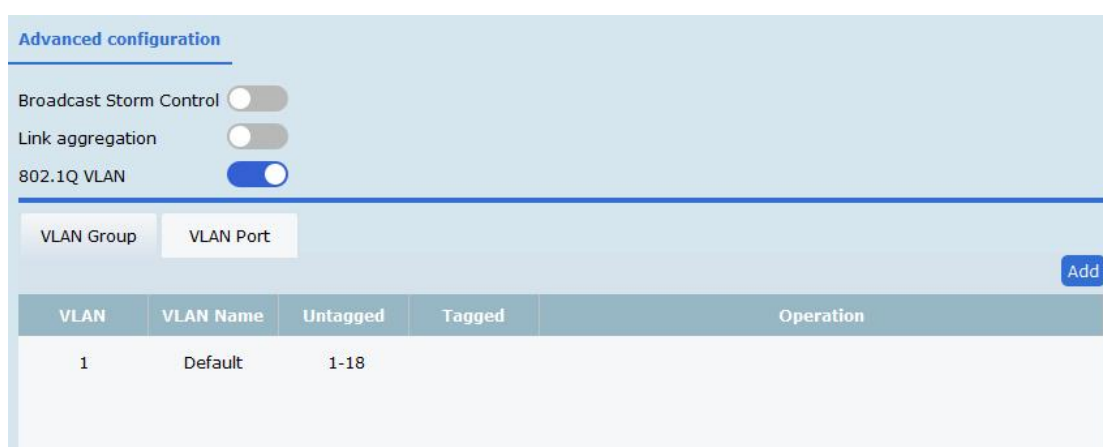 Advanced configuration
Broadcast Storm Control
Link aggregation
802.1Q VLAN
VLAN Group VLAN Port
Add
VLAN VLAN Name Untagged Tagged Operation
1 Default 1-18